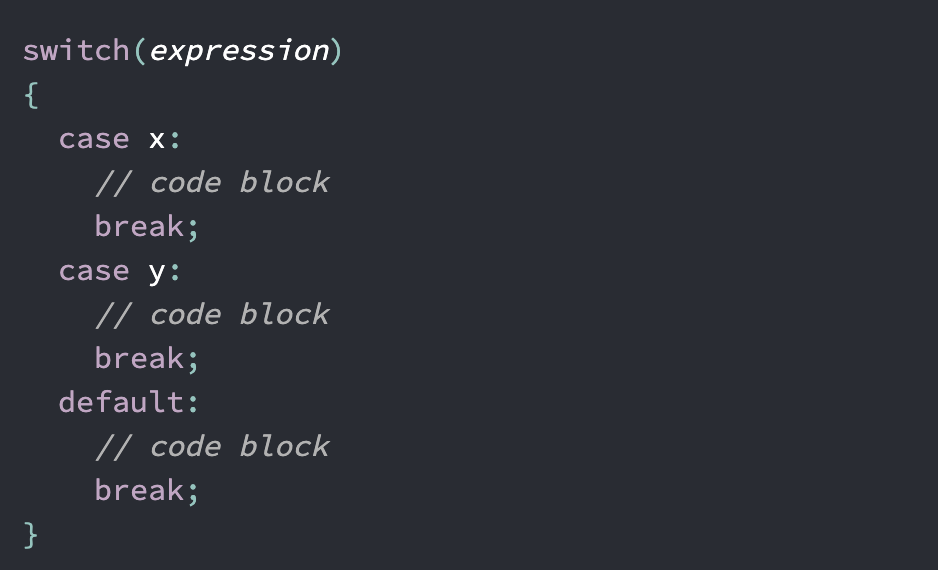 switch(expression)
{
  case x:
    // code block
    break;
  case y:
    // code block
    break;
  default:
    // code block
    break;
}